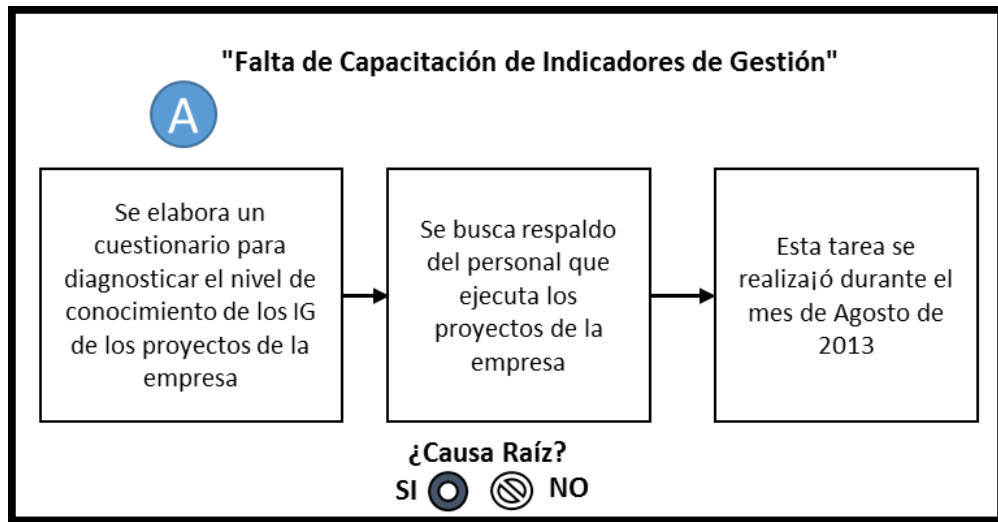 "Falta de Capacitación de Indicadores de Gestión"
A
Se elabora un
cuestionario para
diagnosticar el nivel de
conocimiento de los IG
de los proyectos de la
empresa
Se busca respaldo
del personal que
ejecuta los
proyectos de la
empresa
Esta tarea se
realiza¡ó durante el
mes de Agosto de
2013
¿Causa Raíz?
SI NO